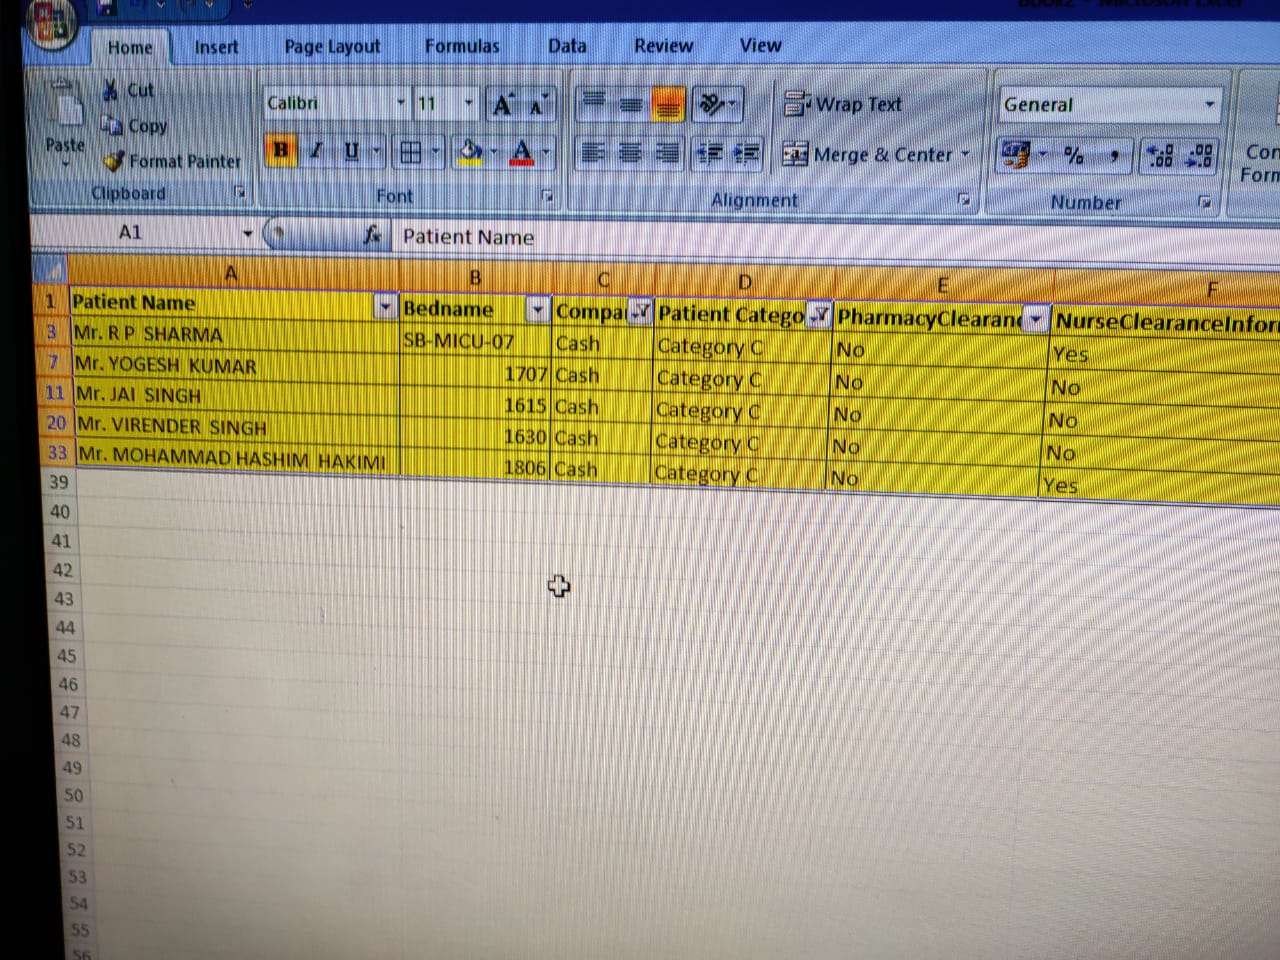 Home Insert Page Layout Formulas Data Review View
Cut
Copy
Format Painter
Paste
Clipboard
Calibri 11
B I U
Font
Wrap Text
Merge & Center
Alignment
General
% , .00
Number
A1 fx Patient Name
A B C D E F
1 Patient Name Bedname Compa Patient Catego PharmacyClearan NurseClearanceInfor
3 Mr. R P SHARMA SB-MICU-07 Cash Category C No Yes
7 Mr. YOGESH KUMAR 1707 Cash Category C No No
11 Mr. JAI SINGH 1615 Cash Category C No No
20 Mr. VIRENDER SINGH 1630 Cash Category C No No
33 Mr. MOHAMMAD HASHIM HAKIMI 1806 Cash Category C No Yes
39
40
41
42
43
44
45
46
47
48
49
50
51
52
53
54
55
56